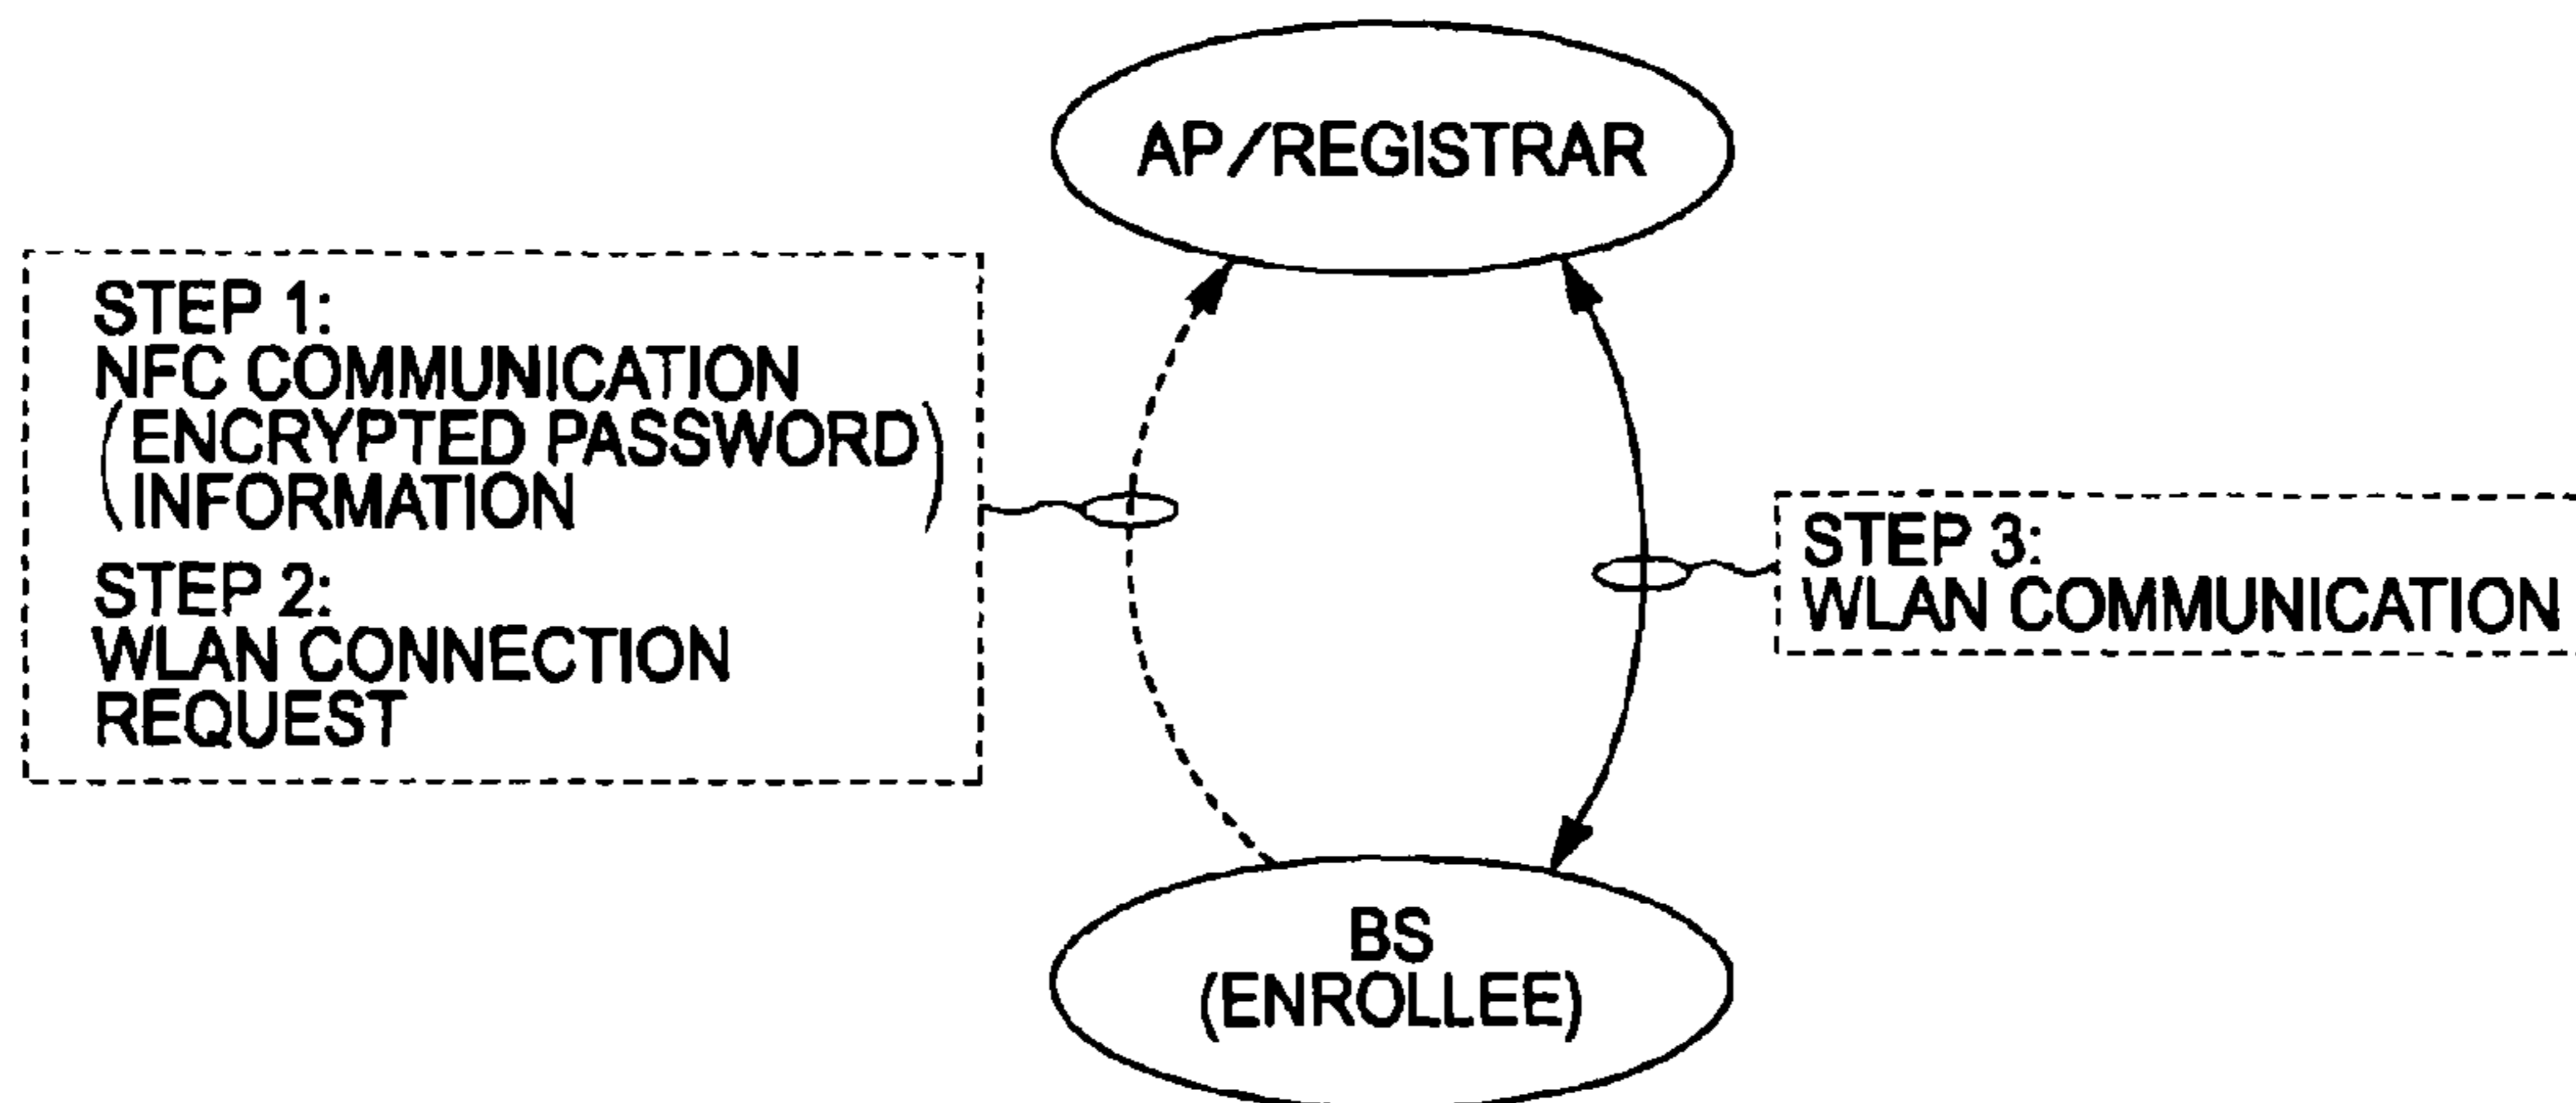 AP/REGISTRAR
STEP 1:
NFC COMMUNICATION
(ENCRYPTED PASSWORD
INFORMATION)
STEP 2:
WLAN CONNECTION
REQUEST
STEP 3:
WLAN COMMUNICATION
BS
(ENROLLEE)